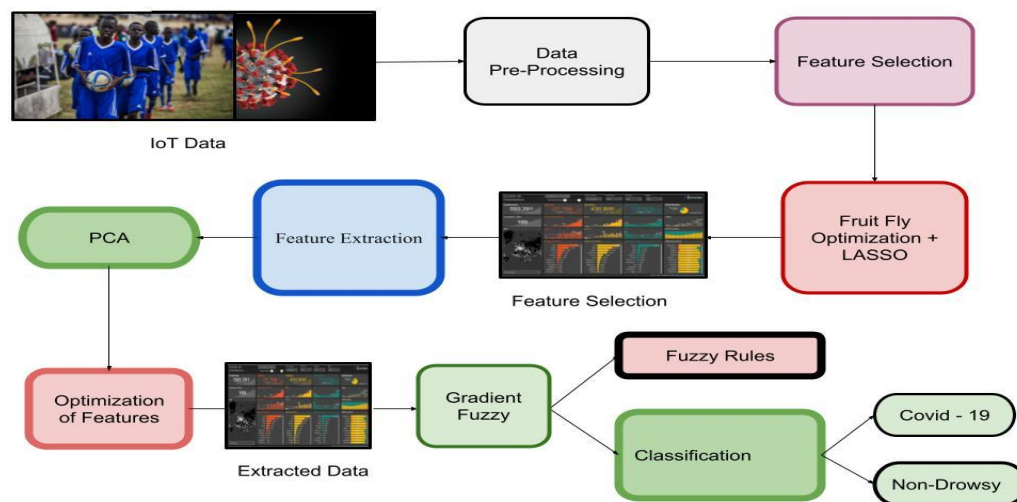 Data
Pre-Processing
Feature Selection
IoT Data
Fruit Fly
Optimization +
LASSO
Feature Selection
Feature Extraction
PCA
Optimization
of Features
Extracted Data
Gradient
Fuzzy
Fuzzy Rules
Classification
Covid - 19
Non-Drowsy